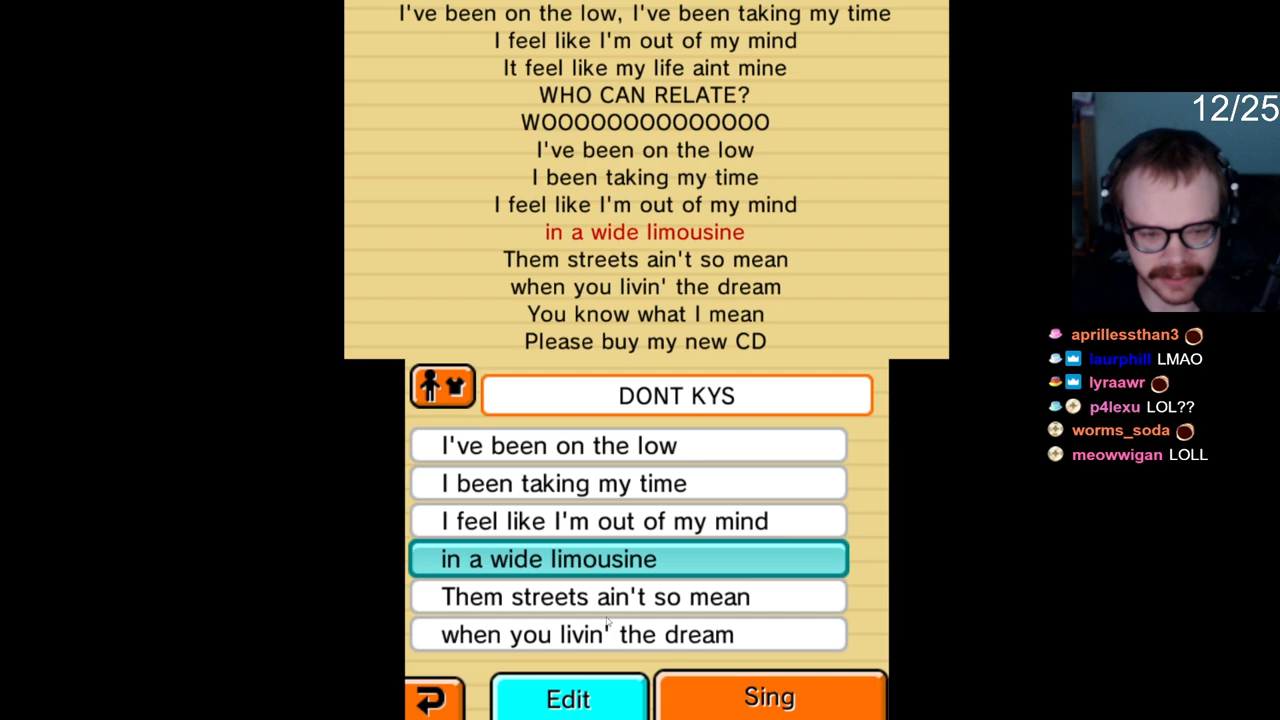 I've been on the low, I've been taking my time
I feel like I'm out of my mind
It feel like my life aint mine
WHO CAN RELATE?
WOOOOOOOOOOOOOO
I've been on the low
I been taking my time
I feel like I'm out of my mind
in a wide limousine
Them streets ain't so mean
when you livin' the dream
You know what I mean
Please buy my new CD
DONT KYS
I've been on the low
I been taking my time
I feel like I'm out of my mind
in a wide limousine
Them streets ain't so mean
when you livin' the dream
Edit
Sing
12/25
aprillessthan3
laurphill LMAO
lyraawr
p4lexu LOL??
worms_soda
meowwigan LOLL